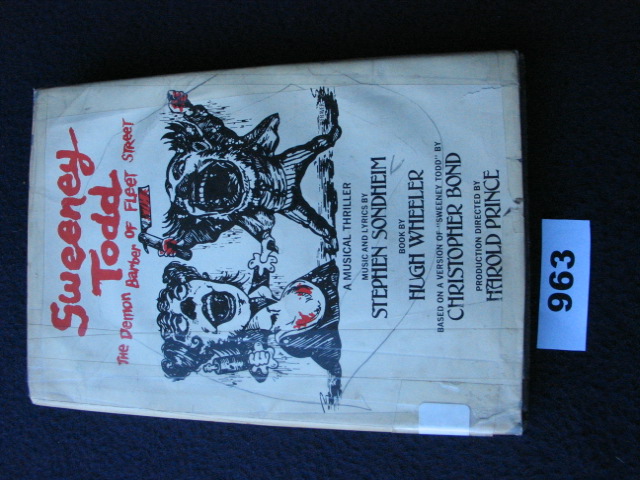 Sweeney
Todd
The Demon Barber of Fleet Street
A MUSICAL THRILLER
MUSIC AND LYRICS BY
STEPHEN SONDHEIM
BOOK BY
HUGH WHEELER
BASED ON A VERSION OF "SWEENEY TODD" BY
CHRISTOPHER BOND
PRODUCTION DIRECTED BY
HAROLD PRINCE
963